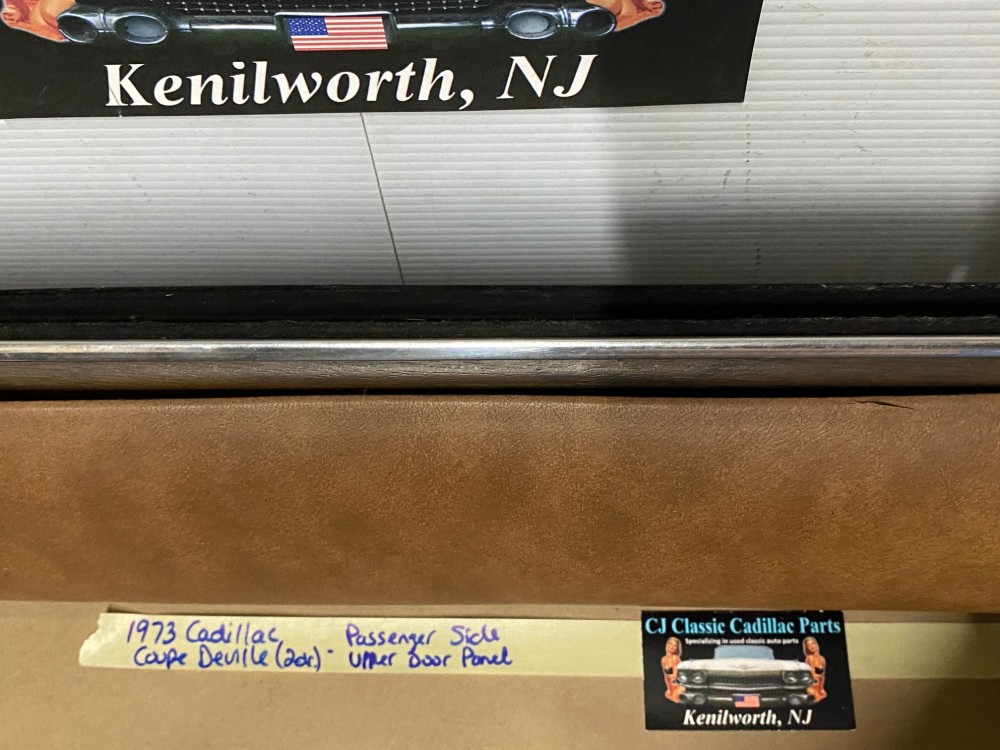 Kenilworth, NJ
1973 Cadillac, Passenger Side
Coupe Deville (2dr.) - Upper Door Panel
CJ Classic Cadillac Parts
Specializing in used classic auto parts
Kenilworth, NJ